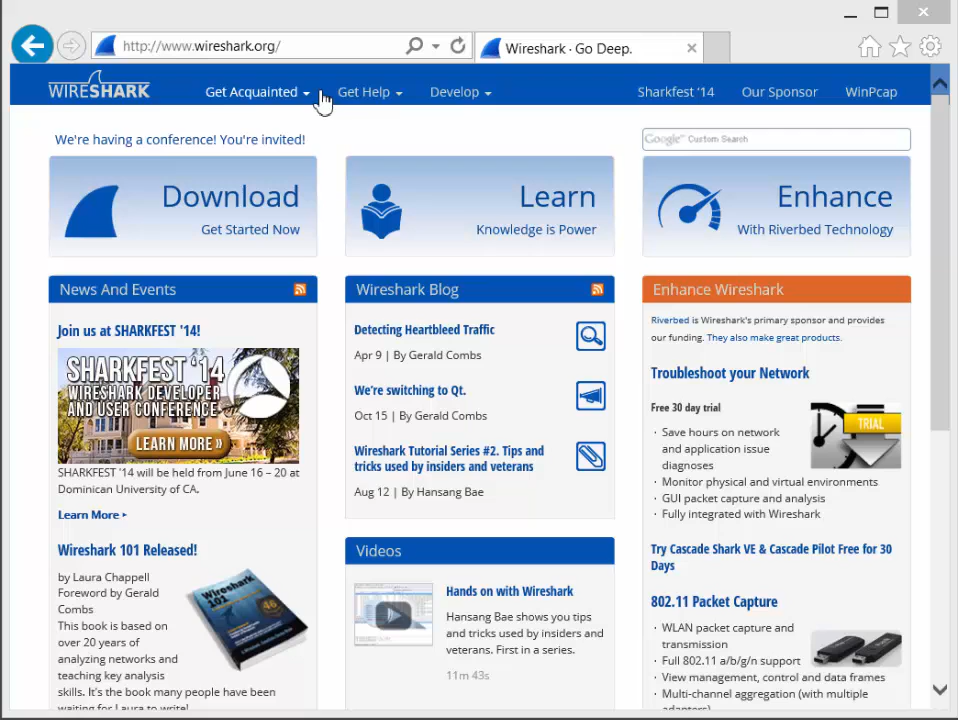 http://www.wireshark.org/
Wireshark · Go Deep.
WIRESHARK
Get Acquainted
Get Help
Develop
Sharkfest '14
Our Sponsor
WinPcap
We're having a conference! You're invited!
Google™ Custom Search
Download
Get Started Now
Learn
Knowledge is Power
Enhance
With Riverbed Technology
News And Events
Join us at SHARKFEST '14!
SHARKFEST '14
WIRESHARK DEVELOPER
AND USER CONFERENCE
LEARN MORE »
SHARKFEST '14 will be held from June 16 – 20 at
Dominican University of CA.
Learn More
Wireshark 101 Released!
by Laura Chappell
Foreword by Gerald
Combs
This book is based on
over 20 years of
analyzing networks and
teaching key analysis
skills. It's the book many people have been
waiting for Laura to write!
Wireshark
101
46
Wireshark Blog
Detecting Heartbleed Traffic
Apr 9 | By Gerald Combs
We're switching to Qt.
Oct 15 | By Gerald Combs
Wireshark Tutorial Series #2. Tips and
tricks used by insiders and veterans
Aug 12 | By Hansang Bae
Videos
Hands on with Wireshark
Hansang Bae shows you tips
and tricks used by insiders and
veterans. First in a series.
11m 43s
Enhance Wireshark
Riverbed is Wireshark's primary sponsor and provides
our funding. They also make great products.
Troubleshoot your Network
Free 30 day trial
TRIAL
· Save hours on network
and application issue
diagnoses
· Monitor physical and virtual environments
· GUI packet capture and analysis
· Fully integrated with Wireshark
Try Cascade Shark VE & Cascade Pilot Free for 30
Days
802.11 Packet Capture
· WLAN packet capture and
transmission
· Full 802.11 a/b/g/n support
· View management, control and data frames
· Multi-channel aggregation (with multiple
adapters)